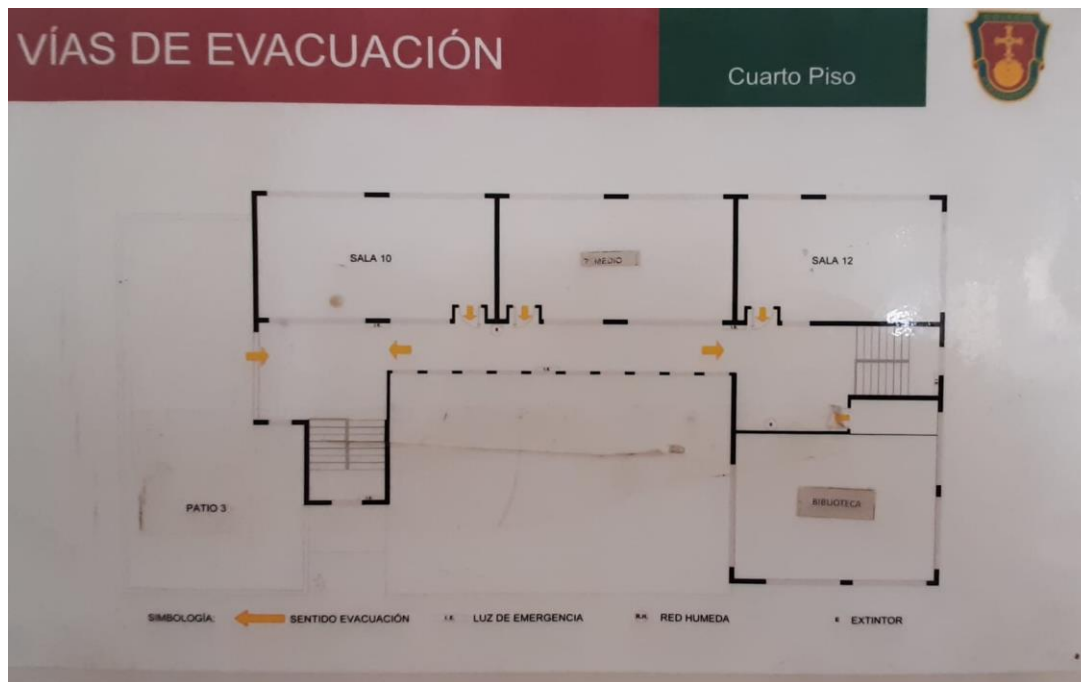 VÍAS DE EVACUACIÓN
Cuarto Piso
SALA 10
MEDIO
SALA 12
PATIO 3
BIBLIOTECA
SIMBOLOGÍA:
SENTIDO EVACUACIÓN
LUZ DE EMERGENCIA
R.H. RED HUMEDA
E EXTINTOR